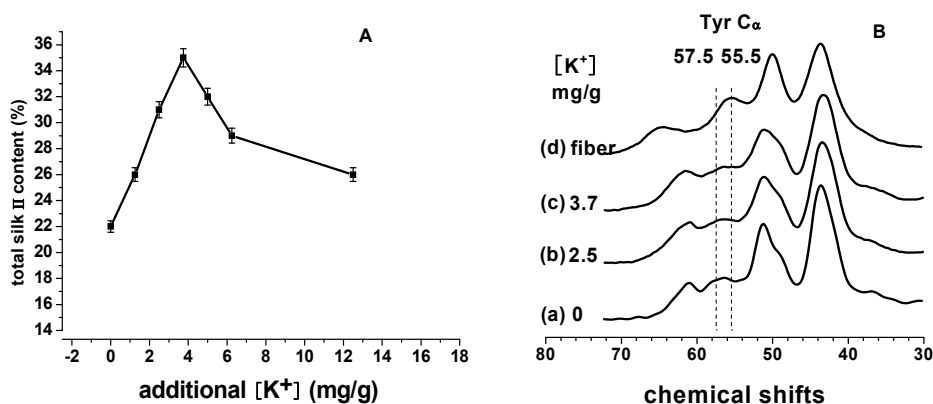 A
36
34
32
30
28
26
24
22
20
18
16
14
total silk II content (%)
-2 0 2 4 6 8 10 12 14 16 18
additional [K⁺] (mg/g)
B
Tyr Cα
57.5 55.5
[K⁺]
mg/g
(d) fiber
(c) 3.7
(b) 2.5
(a) 0
80 70 60 50 40 30
chemical shifts